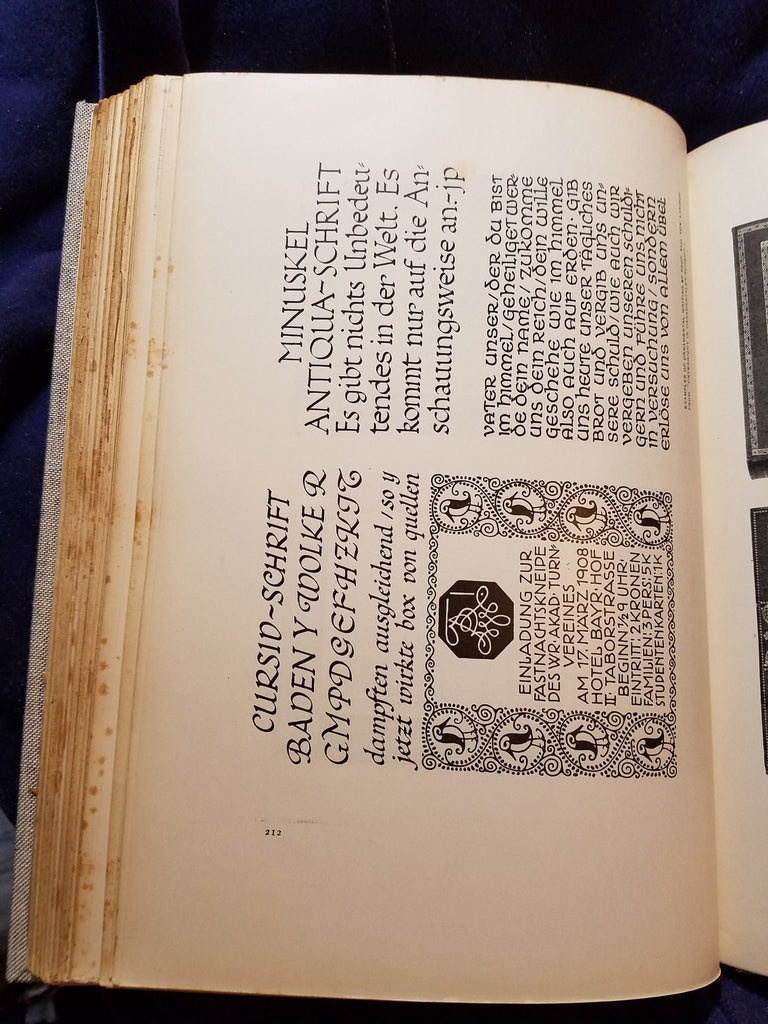 CURSIV~SCHRIFT
BADEN Y WOLKE R
GMPDGEFHZKIT
dampften ausgleichend / so y
jetzt wirkte box von quellen
MINUSKEL
ANTIQUA~SCHRIFT
Es gibt nichts Unbedeu-
tendes in der Welt. Es
kommt nur auf die An-
schauungsweise an.-jp
EINLADUNG ZUR
FASTNACHTSKNEIPE
DES WR·AKAD·TURN-
VEREINES
AM 17. MÄRZ 1908
HOTEL BAYR·HOF
II. TABORSTRASSE
BEGINN ½9 UHR·
EINTRITT: 2 KRONEN
FAMILIEN: 3 PERS: 5 K
STUDENTENKARTEN: 1K
VATER UNSER / DER DU BIST
IM HIMMEL / GEHEILIGET WER-
DE DEIN NAME / ZUKOMME
UNS DEIN REICH / DEIN WILLE
GESCHEHE WIE IM HIMMEL
ALSO AUCH AUF ERDEN · GIB
UNS HEUTE UNSER TÄGLICHES
BROT UND VERGIB UNS UN-
SERE SCHULD / WIE AUCH WIR
VERGEBEN UNSEREN SCHULDI-
GERN UND FÜHRE UNS NICHT
IN VERSUCHUNG / SONDERN
ERLÖSE UNS VON ALLEM ÜBEL
212